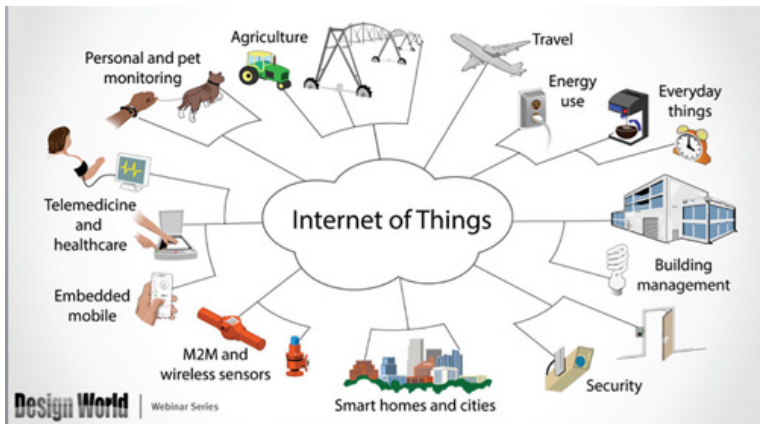 Agriculture
Travel
Personal and pet
monitoring
Energy
use
Everyday
things
Telemedicine
and
healthcare
Internet of Things
Building
management
Embedded
mobile
M2M and
wireless sensors
Smart homes and cities
Security
Design World | Webinar Series